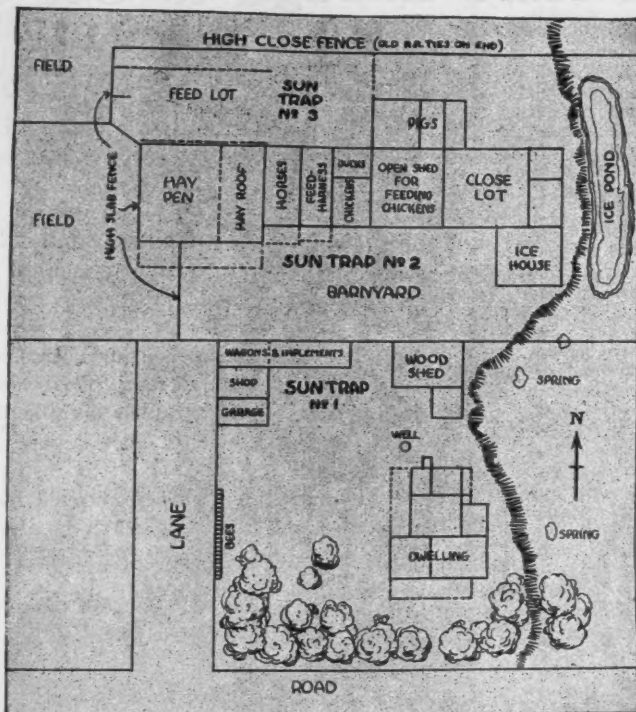 HIGH CLOSE FENCE (OLD R.R. TIES ON END)
FIELD
FEED LOT
SUN
TRAP
Nº 3
HIGH SLAB FENCE
PIGS
FIELD
HAY
PEN
HAY ROOF
HORSES
FEED-
HARNESS
DUCKS
CHICKENS
OPEN SHED
FOR
FEEDING
CHICKENS
CLOSE
LOT
ICE POND
ICE
HOUSE
SUN TRAP Nº 2
BARNYARD
WAGONS & IMPLEMENTS
SHOP
GARAGE
SUN TRAP
Nº 1
WOOD
SHED
SPRING
N
WELL
LANE
BEES
DWELLING
SPRING
ROAD